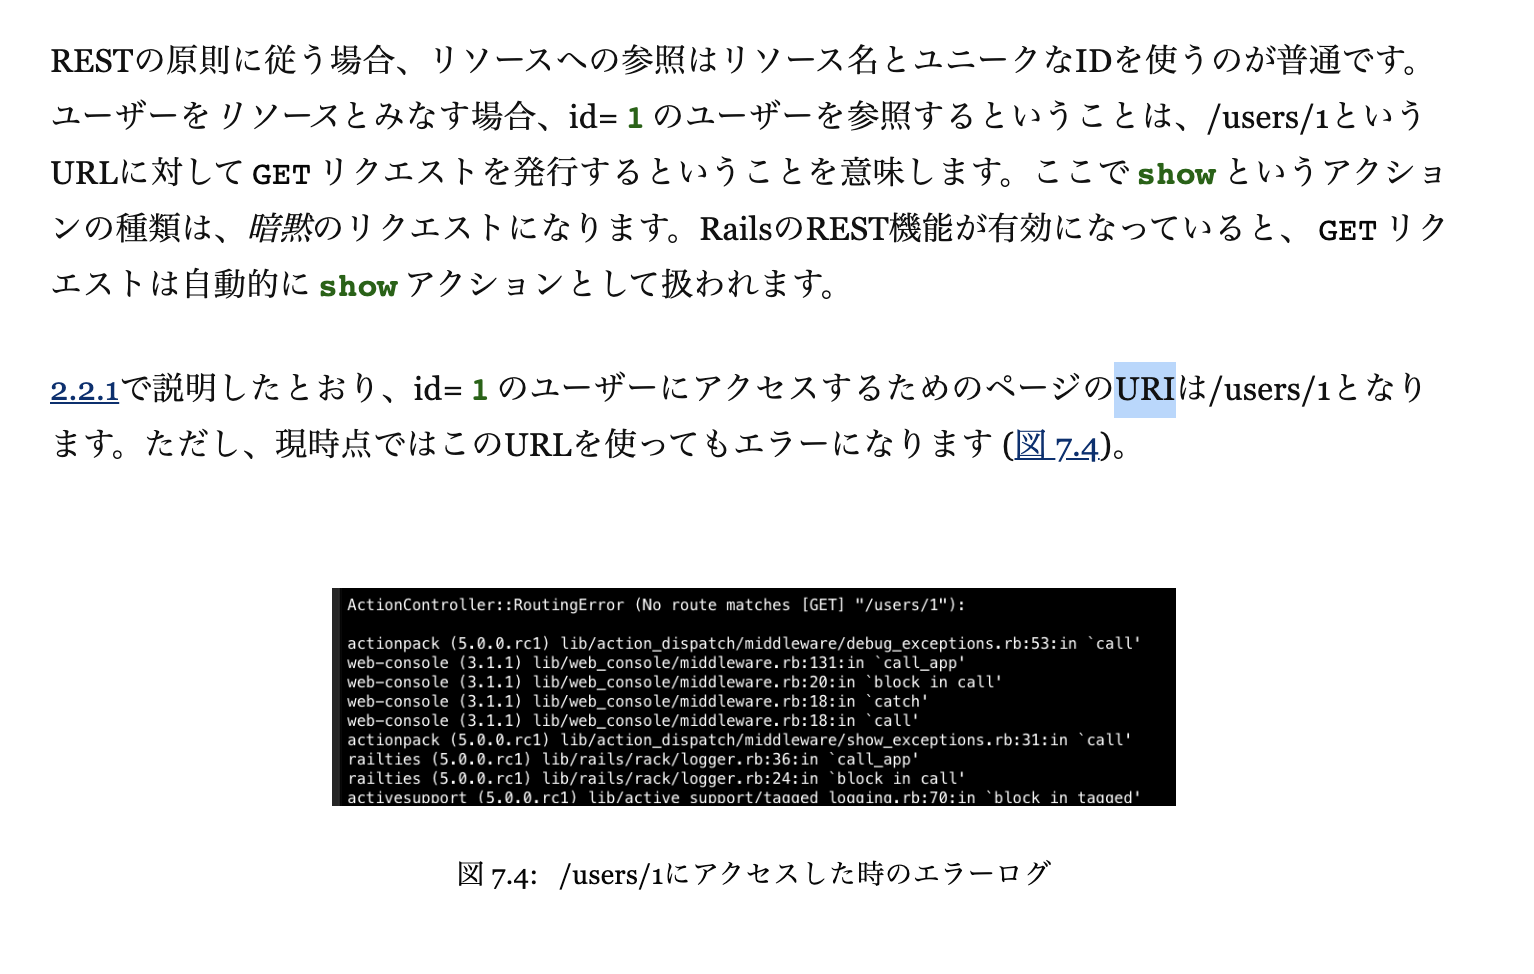 RESTの原則に従う場合、リソースへの参照はリソース名とユニークなIDを使うのが普通です。
ユーザーをリソースとみなす場合、id= 1 のユーザーを参照するということは、/users/1という
URLに対して GET リクエストを発行するということを意味します。ここで show というアクショ
ンの種類は、暗黙のリクエストになります。RailsのREST機能が有効になっていると、 GET リク
エストは自動的に show アクションとして扱われます。
2.2.1で説明したとおり、id= 1 のユーザーにアクセスするためのページのURIは/users/1となり
ます。ただし、現時点ではこのURLを使ってもエラーになります (図 7.4)。
ActionController::RoutingError (No route matches [GET] "/users/1"):
actionpack (5.0.0.rc1) lib/action_dispatch/middleware/debug_exceptions.rb:53:in `call'
web-console (3.1.1) lib/web_console/middleware.rb:131:in `call_app'
web-console (3.1.1) lib/web_console/middleware.rb:20:in `block in call'
web-console (3.1.1) lib/web_console/middleware.rb:18:in `catch'
web-console (3.1.1) lib/web_console/middleware.rb:18:in `call'
actionpack (5.0.0.rc1) lib/action_dispatch/middleware/show_exceptions.rb:31:in `call'
railties (5.0.0.rc1) lib/rails/rack/logger.rb:36:in `call_app'
railties (5.0.0.rc1) lib/rails/rack/logger.rb:24:in `block in call'
activesupport (5.0.0.rc1) lib/active_support/tagged_logging.rb:70:in `block in tagged'
図 7.4: /users/1にアクセスした時のエラーログ